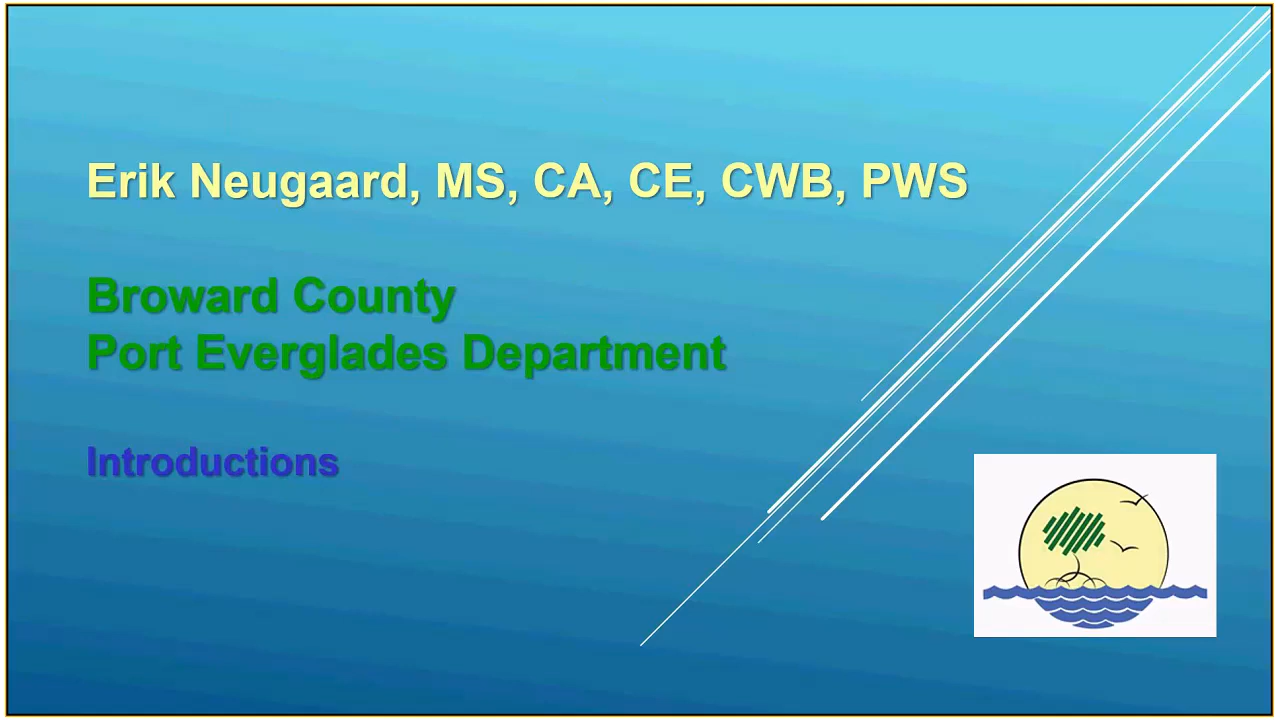 Erik Neugaard, MS, CA, CE, CWB, PWS
Broward County
Port Everglades Department
Introductions